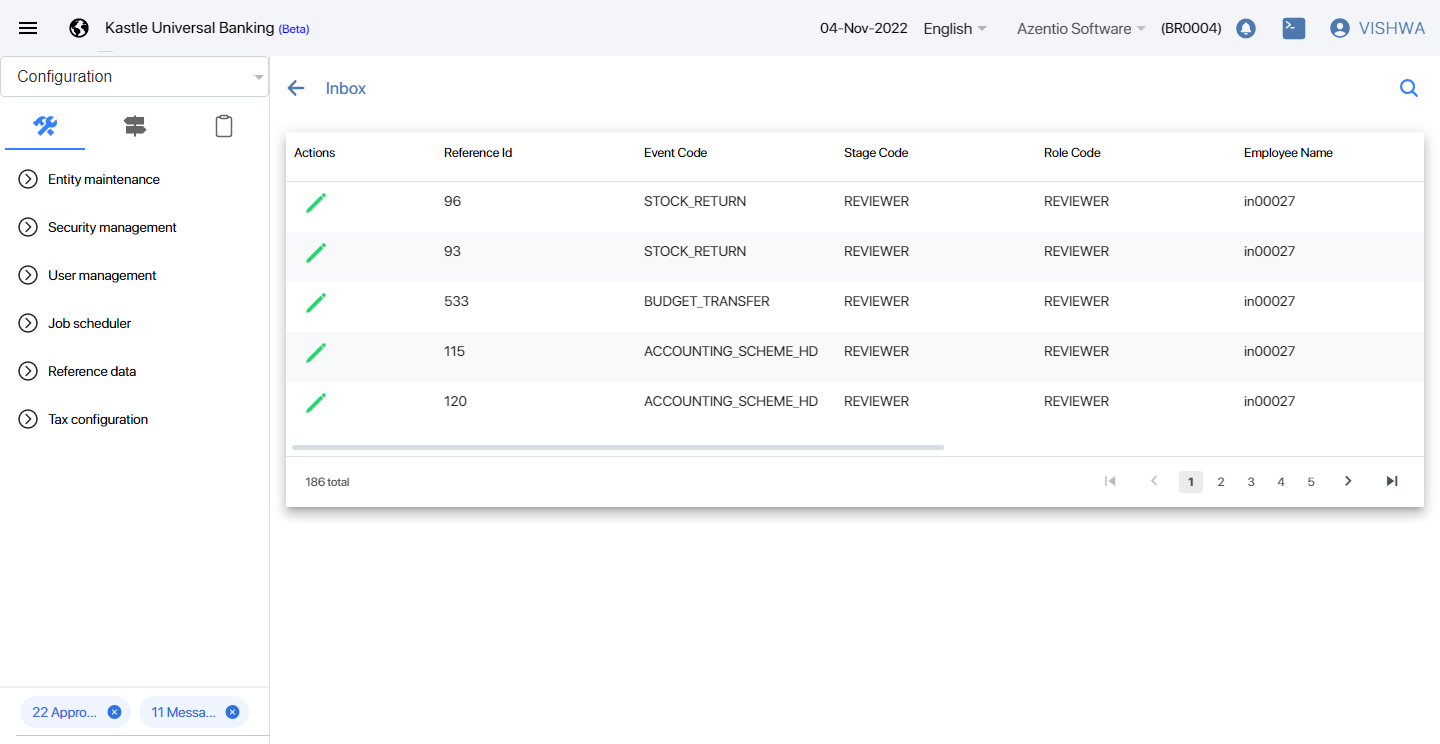 Kastle Universal Banking (Beta) 04-Nov-2022 English Azentio Software (BR0004) VISHWA
Configuration
Inbox
Entity maintenance
Security management
User management
Job scheduler
Reference data
Tax configuration
Actions Reference Id Event Code Stage Code Role Code Employee Name
96 STOCK_RETURN REVIEWER REVIEWER in00027
93 STOCK_RETURN REVIEWER REVIEWER in00027
533 BUDGET_TRANSFER REVIEWER REVIEWER in00027
115 ACCOUNTING_SCHEME_HD REVIEWER REVIEWER in00027
120 ACCOUNTING_SCHEME_HD REVIEWER REVIEWER in00027
186 total 1 2 3 4 5
22 Appro... 11 Messa...